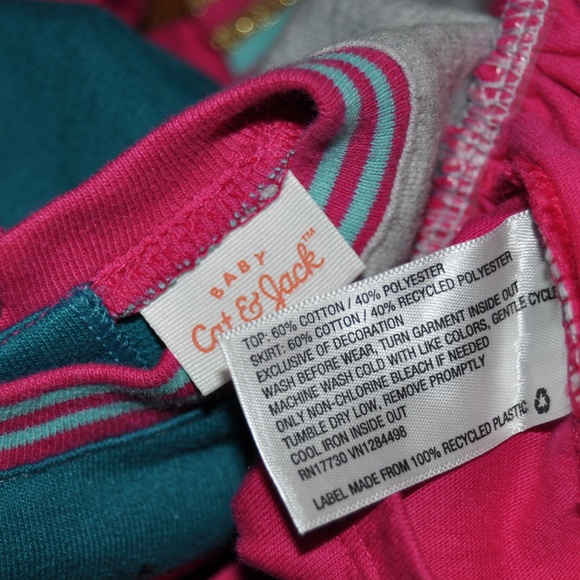 BABY
Cat & Jack™
TOP: 60% COTTON / 40% POLYESTER
SKIRT: 60% COTTON / 40% RECYCLED POLYESTER
EXCLUSIVE OF DECORATION
WASH BEFORE WEAR, TURN GARMENT INSIDE OUT
MACHINE WASH COLD WITH LIKE COLORS, GENTLE CYCLE
ONLY NON-CHLORINE BLEACH IF NEEDED
TUMBLE DRY LOW, REMOVE PROMPTLY
COOL IRON INSIDE OUT
RN17730 VN1284498
LABEL MADE FROM 100% RECYCLED PLASTIC